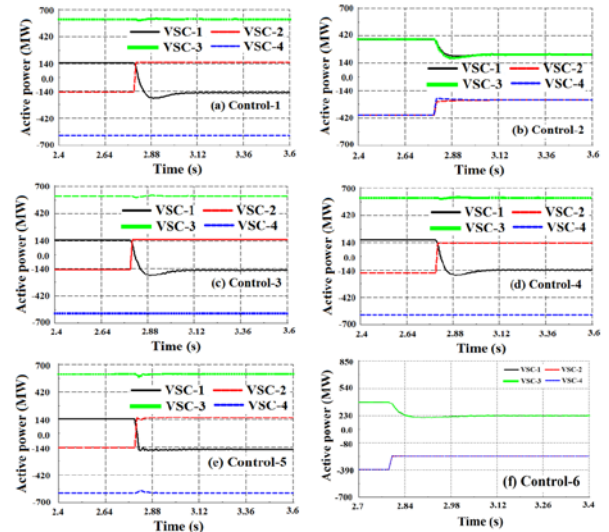 Active power (MW)
700
420
140
0.0
-140
-420
-700
VSC-1 VSC-2
VSC-3 VSC-4
(a) Control-1
2.4 2.64 2.88 3.12 3.36 3.6
Time (s)
Active power (MW)
700
420
140
0.0
-140
-420
-700
VSC-1 VSC-2
VSC-3 VSC-4
(b) Control-2
2.4 2.64 2.88 3.12 3.36 3.6
Time (s)
Active power (MW)
700
420
140
0.0
-140
-420
-700
VSC-1 VSC-2
VSC-3 VSC-4
(c) Control-3
2.4 2.64 2.88 3.12 3.36 3.6
Time (s)
Active power (MW)
700
420
140
0.0
-140
-420
-700
VSC-1 VSC-2
VSC-3 VSC-4
(d) Control-4
2.4 2.64 2.88 3.12 3.36 3.6
Time (s)
Active power (MW)
700
420
140
0.0
-140
-420
-700
VSC-1 VSC-2
VSC-3 VSC-4
(e) Control-5
2.4 2.64 2.88 3.12 3.36 3.6
Time (s)
Active power (MW)
850
540
230
0.0
-80
-390
-700
VSC-1 VSC-2
VSC-3 VSC-4
(f) Control-6
2.7 2.84 2.98 3.12 3.26 3.4
Time (s)